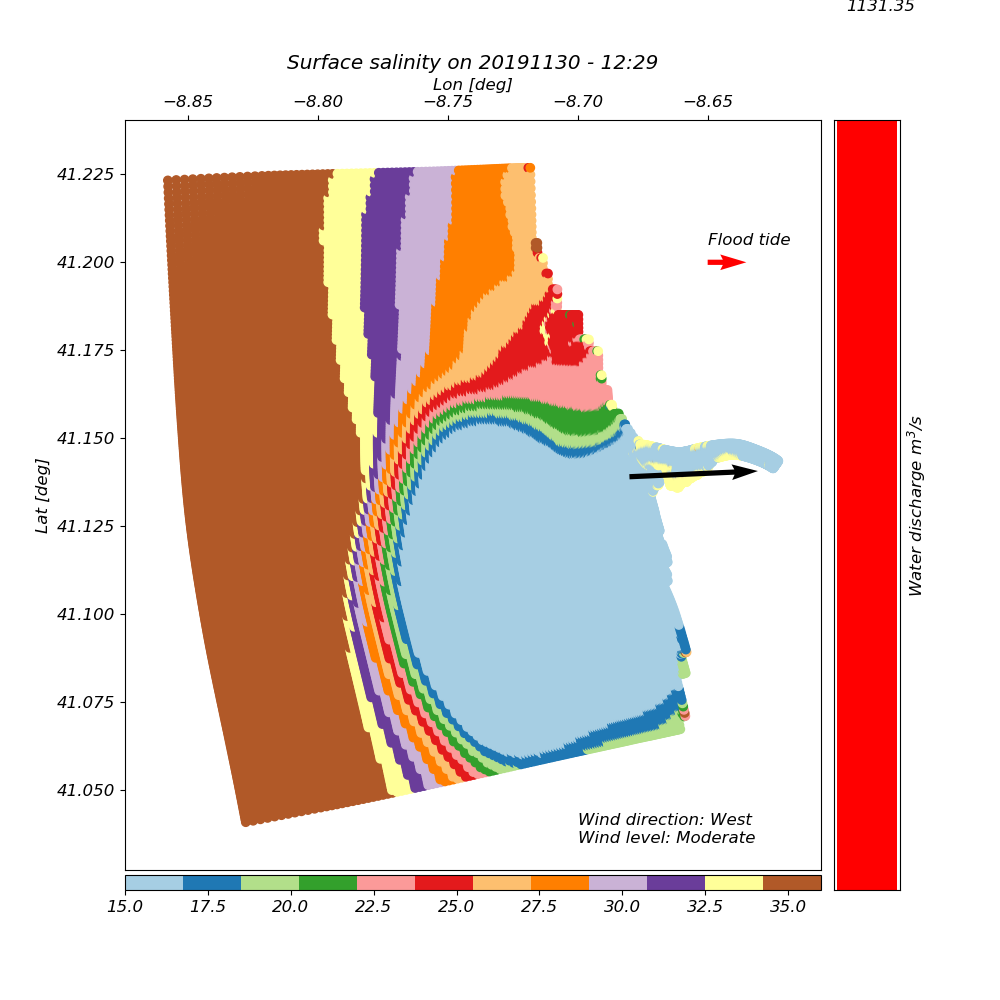 1131.35
Surface salinity on 20191130 - 12:29
Lon [deg]
−8.85 −8.80 −8.75 −8.70 −8.65
41.225
41.200
41.175
41.150
41.125
41.100
41.075
41.050
Lat [deg]
Flood tide
Wind direction: West
Wind level: Moderate
Water discharge m³/s
15.0 17.5 20.0 22.5 25.0 27.5 30.0 32.5 35.0